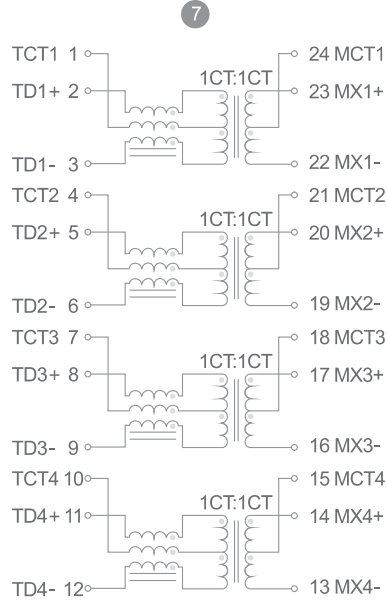 7
TCT1 1 24 MCT1
1CT:1CT
TD1+ 2 23 MX1+
TD1- 3 22 MX1-
TCT2 4 21 MCT2
1CT:1CT
TD2+ 5 20 MX2+
TD2- 6 19 MX2-
TCT3 7 18 MCT3
1CT:1CT
TD3+ 8 17 MX3+
TD3- 9 16 MX3-
TCT4 10 15 MCT4
1CT:1CT
TD4+ 11 14 MX4+
TD4- 12 13 MX4-